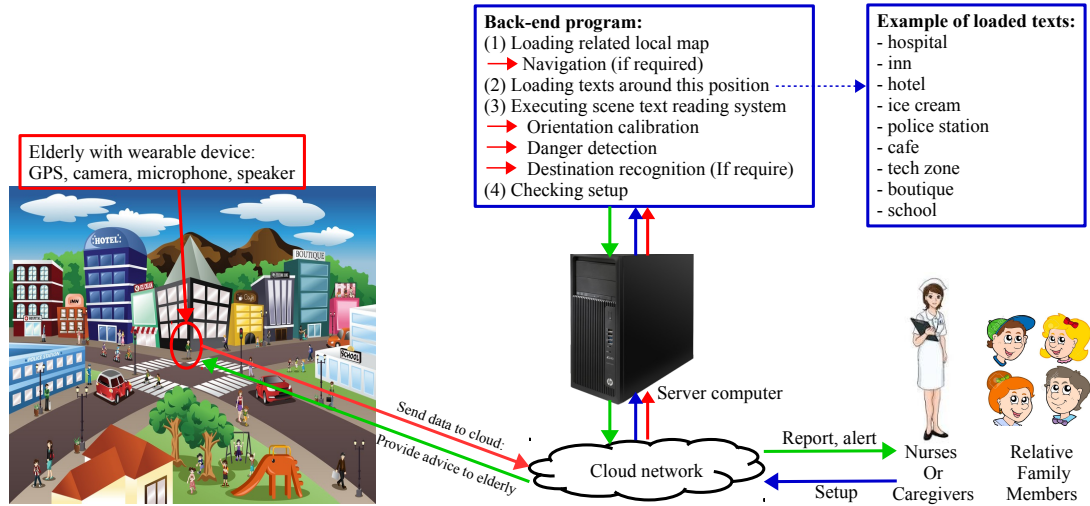 Back-end program:
(1) Loading related local map
Navigation (if required)
(2) Loading texts around this position
(3) Executing scene text reading system
Orientation calibration
Danger detection
Destination recognition (If require)
(4) Checking setup
Example of loaded texts:
- hospital
- inn
- hotel
- ice cream
- police station
- cafe
- tech zone
- boutique
- school
Elderly with wearable device:
GPS, camera, microphone, speaker
HOTEL
BOUTIQUE
INN
SCHOOL
Server computer
Send data to cloud:
Provide advice to elderly
Cloud network
Report, alert
Setup
Nurses
Or
Caregivers
Relative
Family
Members